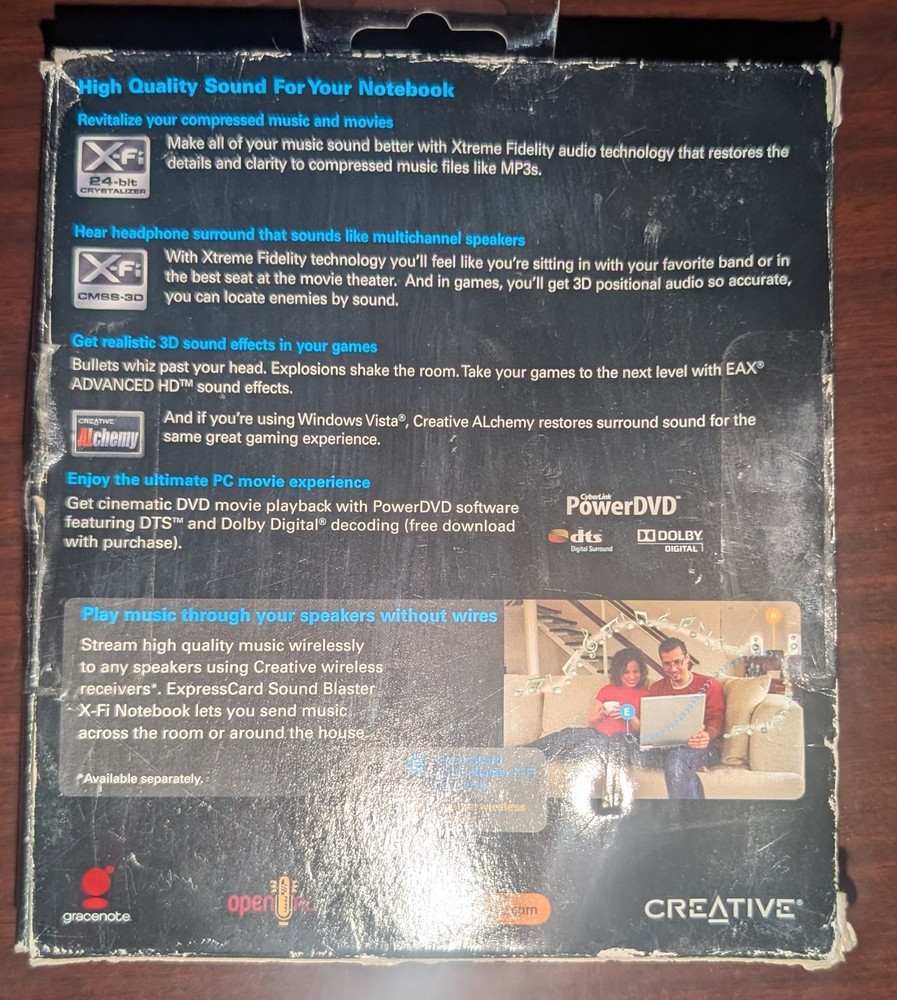 High Quality Sound For Your Notebook
Revitalize your compressed music and movies
X-Fi
24-bit
CRYSTALIZER
Make all of your music sound better with Xtreme Fidelity audio technology that restores the
details and clarity to compressed music files like MP3s.
Hear headphone surround that sounds like multichannel speakers
X-Fi
CMSS-3D
With Xtreme Fidelity technology you'll feel like you're sitting in with your favorite band or in
the best seat at the movie theater. And in games, you'll get 3D positional audio so accurate,
you can locate enemies by sound.
Get realistic 3D sound effects in your games
Bullets whiz past your head. Explosions shake the room. Take your games to the next level with EAX®
ADVANCED HD™ sound effects.
CREATIVE
ALchemy
And if you're using Windows Vista®, Creative ALchemy restores surround sound for the
same great gaming experience.
Enjoy the ultimate PC movie experience
Get cinematic DVD movie playback with PowerDVD software
featuring DTS™ and Dolby Digital® decoding (free download
with purchase).
CyberLink
PowerDVD™
dts
Digital Surround
DOLBY
DIGITAL
Play music through your speakers without wires
Stream high quality music wirelessly
to any speakers using Creative wireless
receivers*. ExpressCard Sound Blaster
X-Fi Notebook lets you send music
across the room or around the house.
*Available separately.
E
R
wireless
gracenote.
open
.com
CREATIVE®